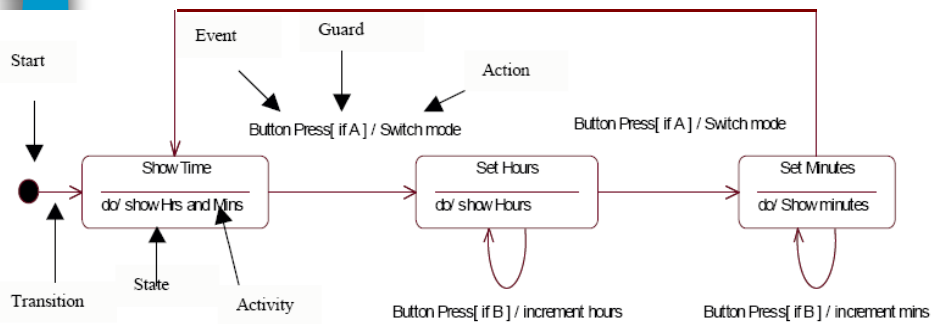 Event
Guard
Start
Action
Button Press[ if A ] / Switch mode
Button Press[ if A ] / Switch mode
Show Time
do/ show Hrs and Mins
Set Hours
do/ show Hours
Set Minutes
do/ Show minutes
Transition
State
Activity
Button Press[ if B ] / increment hours
Button Press[ if B ] / increment mins